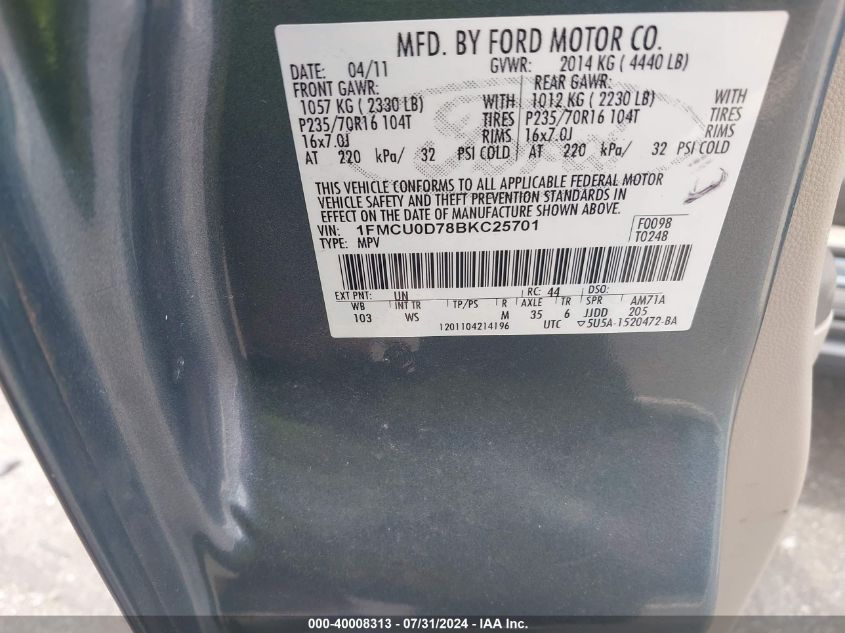 MFD. BY FORD MOTOR CO.
DATE: 04/11 GVWR: 2014 KG ( 4440 LB)
FRONT GAWR: REAR GAWR:
1057 KG ( 2330 LB) WITH 1012 KG ( 2230 LB) WITH
P235/70R16 104T TIRES P235/70R16 104T TIRES
16x7.0J RIMS 16x7.0J RIMS
AT 220 kPa/ 32 PSI COLD AT 220 kPa/ 32 PSI COLD
THIS VEHICLE CONFORMS TO ALL APPLICABLE FEDERAL MOTOR
VEHICLE SAFETY AND THEFT PREVENTION STANDARDS IN
EFFECT ON THE DATE OF MANUFACTURE SHOWN ABOVE.
VIN: 1FMCU0D78BKC25701 F0098
TYPE: MPV T0248
EXT PNT: UN RC: 44 DSO:
WB INT TR TP/PS R AXLE TR SPR AM71A
103 WS M 35 6 JJDD 205
1201104214196 UTC ▽5U5A-1520472-BA
000-40008313 - 07/31/2024 - IAA Inc.